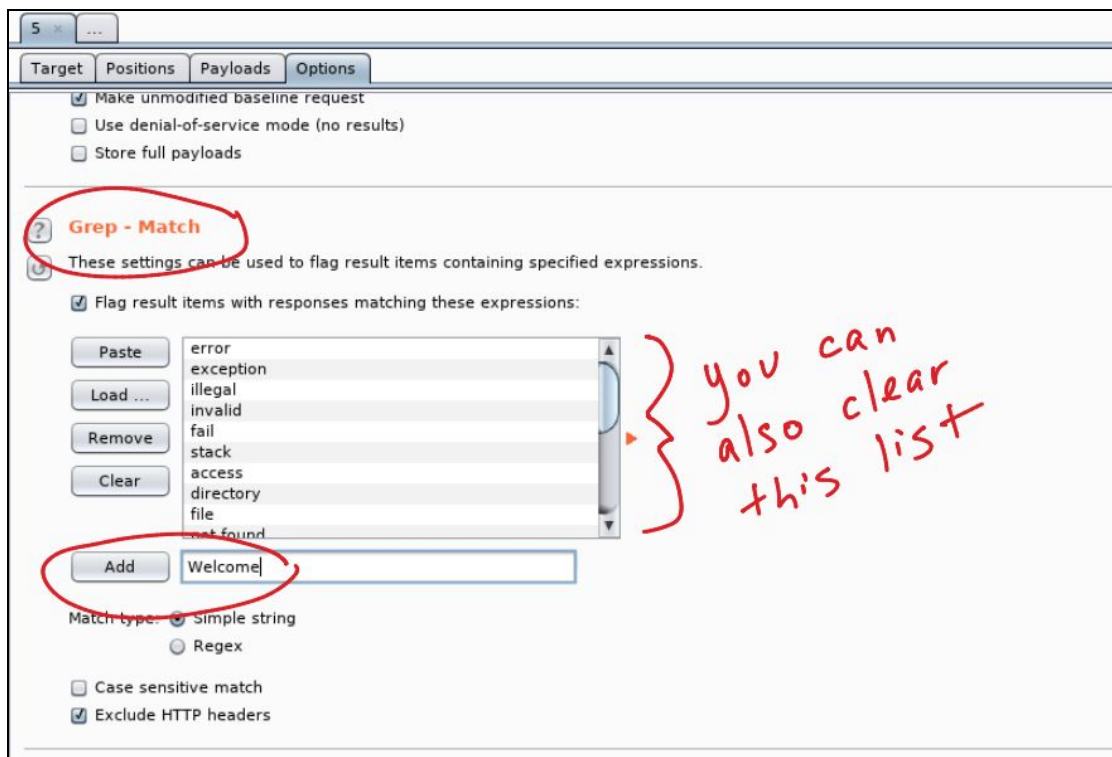 5 × ...
Target Positions Payloads Options
Make unmodified baseline request
Use denial-of-service mode (no results)
Store full payloads
? Grep - Match
These settings can be used to flag result items containing specified expressions.
Flag result items with responses matching these expressions:
Paste
Load ...
Remove
Clear
error
exception
illegal
invalid
fail
stack
access
directory
file
not found
you can
also clear
this list
Add Welcome
Match type: Simple string
Regex
Case sensitive match
Exclude HTTP headers